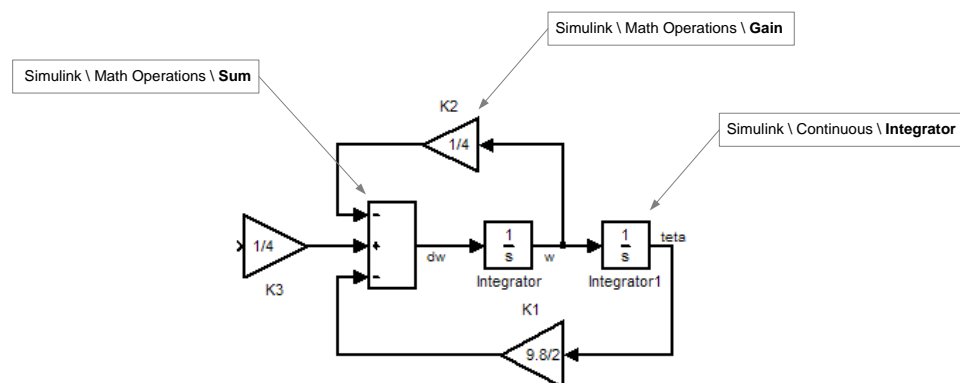 Simulink \ Math Operations \ Gain
Simulink \ Math Operations \ Sum
K2
Simulink \ Continuous \ Integrator
1/4
-
+
-
1/4
K3
dw
1
s
Integrator
w
1
s
Integrator1
teta
K1
9.8/2